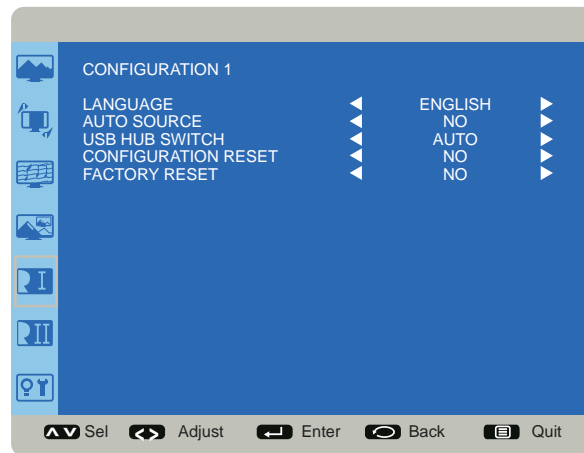 CONFIGURATION 1
LANGUAGE ENGLISH
AUTO SOURCE NO
USB HUB SWITCH AUTO
CONFIGURATION RESET NO
FACTORY RESET NO
I
II
Sel Adjust Enter Back Quit